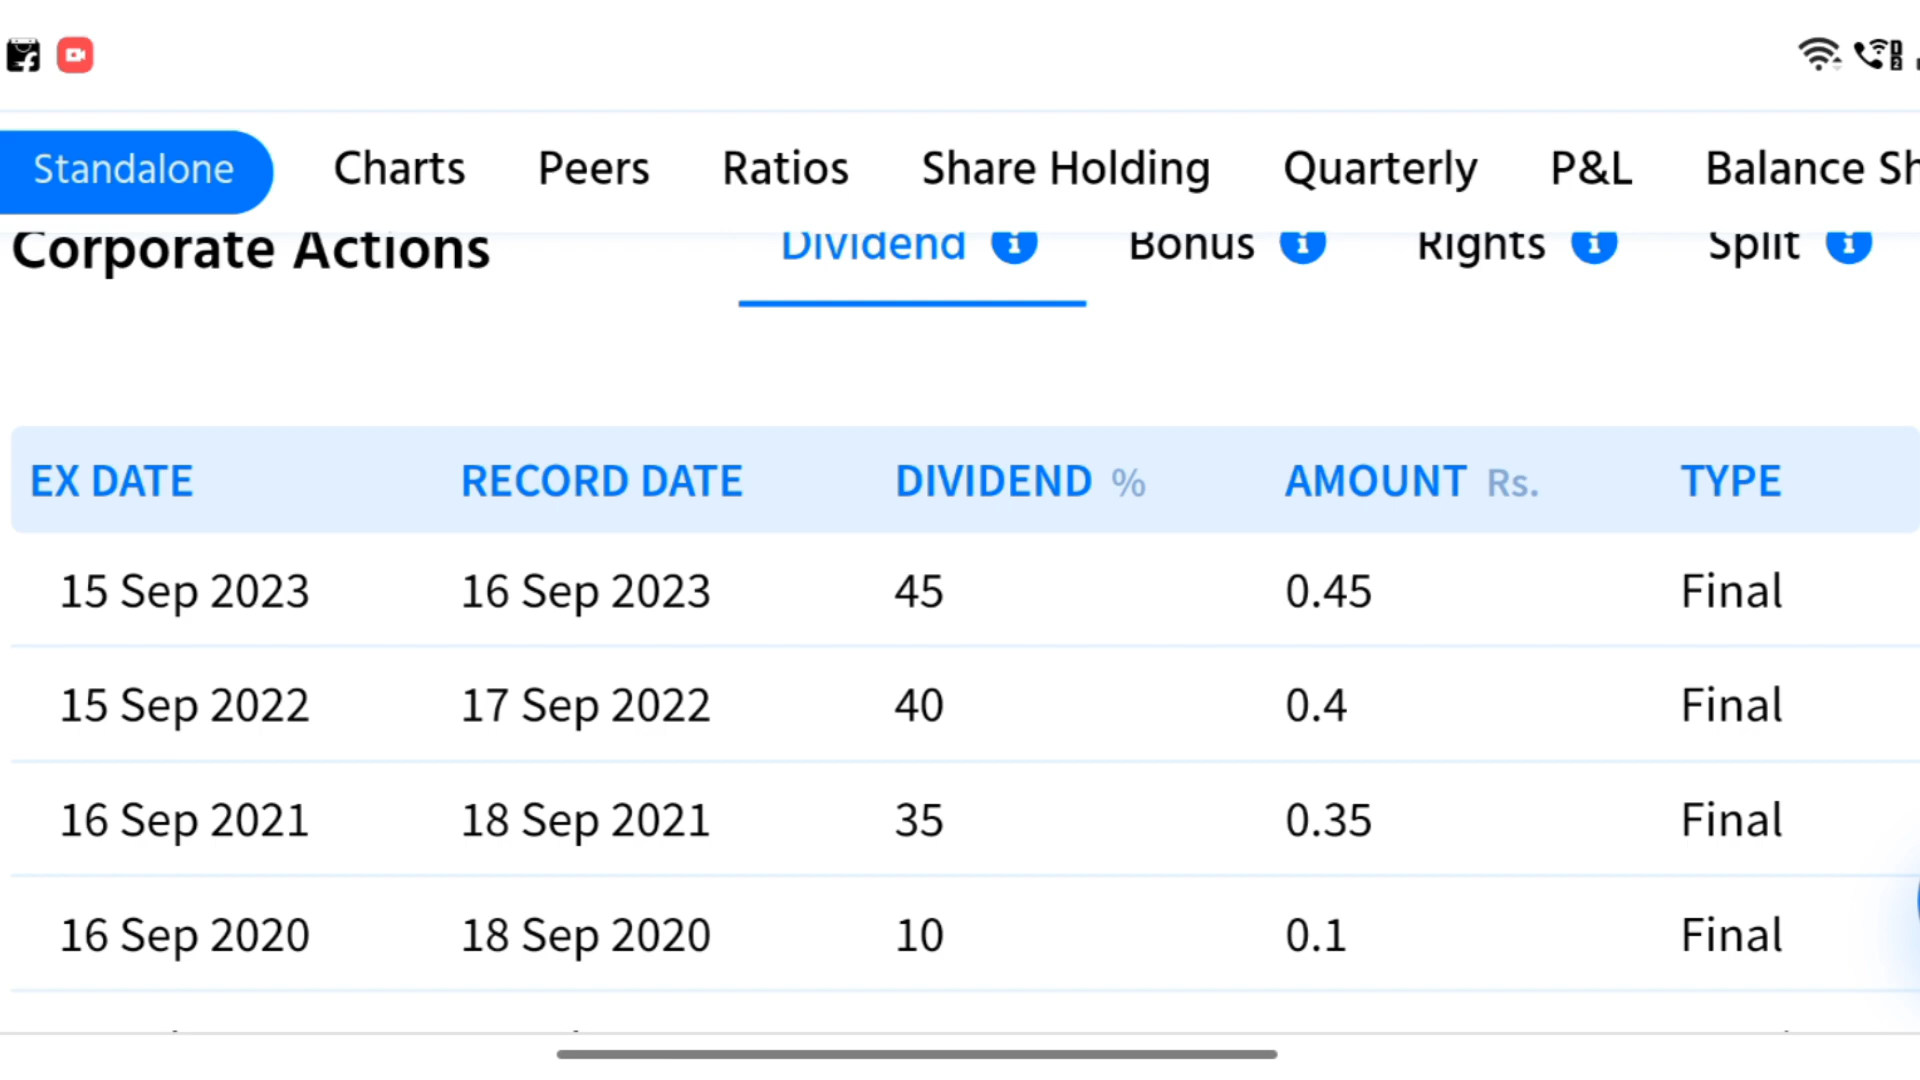 Standalone Charts Peers Ratios Share Holding Quarterly P&L Balance Sh
Corporate Actions Dividend Bonus Rights Split
EX DATE RECORD DATE DIVIDEND % AMOUNT Rs. TYPE
15 Sep 2023 16 Sep 2023 45 0.45 Final
15 Sep 2022 17 Sep 2022 40 0.4 Final
16 Sep 2021 18 Sep 2021 35 0.35 Final
16 Sep 2020 18 Sep 2020 10 0.1 Final